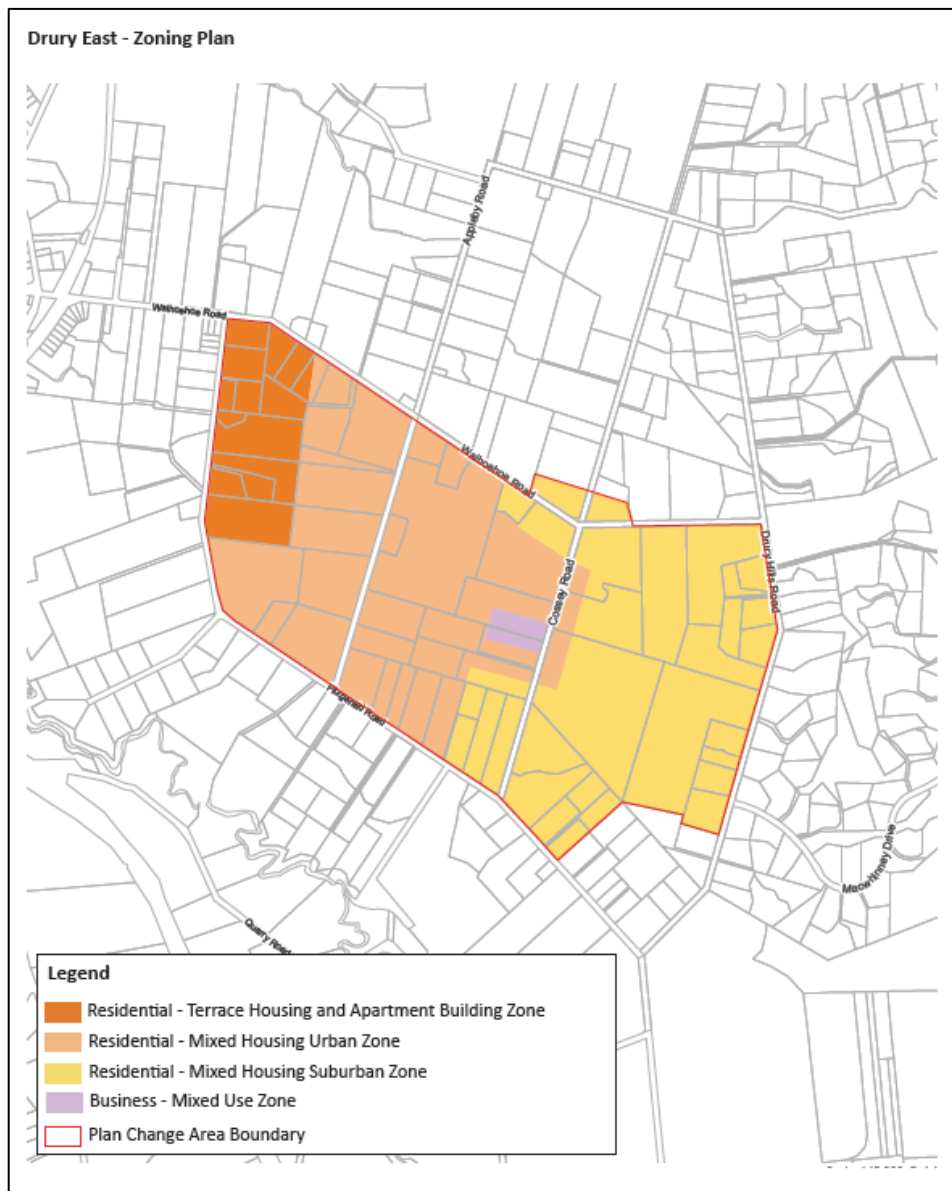 Drury East - Zoning Plan
Appleby Road
Waihoehoe Road
Waihoehoe Road
Cossey Road
Drury Hills Road
Fitzgerald Road
Macwhinney Drive
Quarry Road
Legend
Residential - Terrace Housing and Apartment Building Zone
Residential - Mixed Housing Urban Zone
Residential - Mixed Housing Suburban Zone
Business - Mixed Use Zone
Plan Change Area Boundary